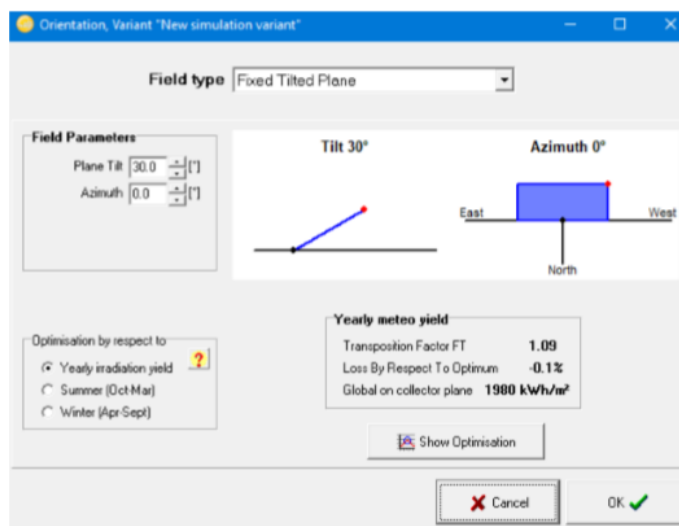 Orientation, Variant "New simulation variant"
Field type Fixed Tilted Plane
Field Parameters
Plane Tilt 30.0 [°]
Azimuth 0.0 [°]
Tilt 30° Azimuth 0°
East West
North
Optimisation by respect to
Yearly irradiation yield ?
Summer (Oct-Mar)
Winter (Apr-Sept)
Yearly meteo yield
Transposition Factor FT 1.09
Loss By Respect To Optimum -0.1%
Global on collector plane 1980 kWh/m²
Show Optimisation
Cancel OK